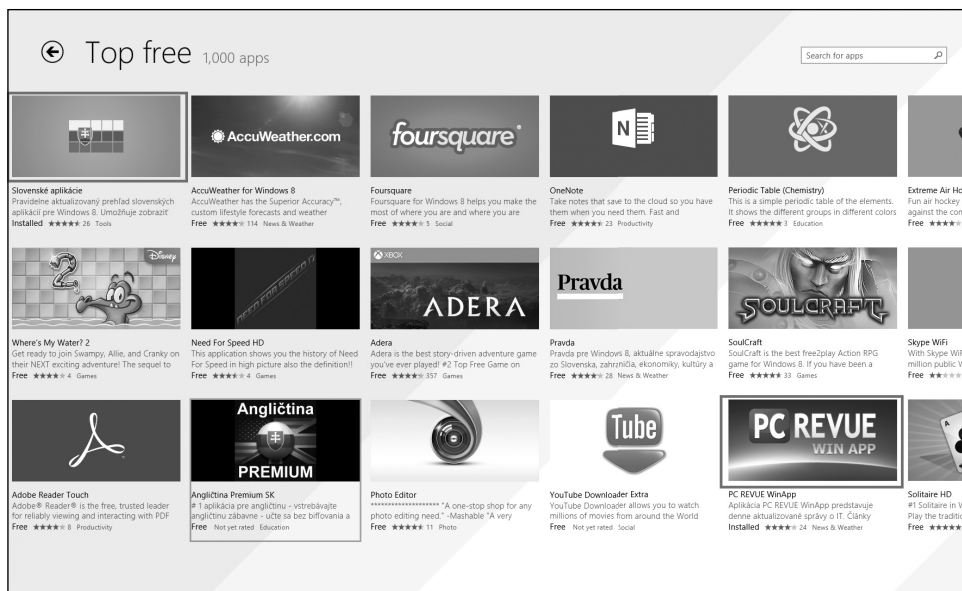 Top free 1,000 apps
Search for apps
AccuWeather.com
foursquare®
N
Slovenské aplikácie
Pravidelne aktualizovaný prehľad slovenských
aplikácií pre Windows 8. Umožňuje zobraziť
Installed ★★★★★ 26 Tools
AccuWeather for Windows 8
AccuWeather has the Superior Accuracy™,
custom lifestyle forecasts and weather
Free ★★★★★ 114 News & Weather
Foursquare
Foursquare for Windows 8 helps you make the
most of where you are and where you are
Free ★★★★★ 5 Social
OneNote
Take notes that save to the cloud so you have
them when you need them. Fast and
Free ★★★★★ 23 Productivity
Periodic Table (Chemistry)
This is a simple periodic table of the elements.
It shows the different groups in different colors
Free ★★★★★ 3 Education
Extreme Air Ho
Fun air hockey
against the con
Free ★★★★
2
Disney
NEED FOR SPEED
XBOX
ADERA
Pravda
SOULCRAFT
Where's My Water? 2
Get ready to join Swampy, Allie, and Cranky on
their NEXT exciting adventure! The sequel to
Free ★★★★★ 4 Games
Need For Speed HD
This application shows you the history of Need
For Speed in high picture also the definition!!
Free ★★★★★ 4 Games
Adera
Adera is the best story-driven adventure game
you've ever played! #2 Top Free Game on
Free ★★★★★ 357 Games
Pravda
Pravda pre Windows 8, aktuálne spravodajstvo
zo Slovenska, zahrničia, ekonomiky, kultúry a
Free ★★★★★ 28 News & Weather
SoulCraft
SoulCraft is the best free2play Action RPG
game for Windows 8. If you have been a
Free ★★★★★ 33 Games
Skype WiFi
With Skype WiF
million public W
Free ★★★★★
Angličtina
PREMIUM
Tube
PC REVUE
WIN APP
A
Adobe Reader Touch
Adobe® Reader® is the free, trusted leader
for reliably viewing and interacting with PDF
Free ★★★★★ 8 Productivity
Angličtina Premium SK
# 1 aplikácia pre angličtinu - vstrebávajte
angličtinu zábavne - učte sa bez bifľovania a
Free Not yet rated Education
Photo Editor
******************** "A one-stop shop for any
photo editing need." -Mashable "A very
Free ★★★★★ 11 Photo
YouTube Downloader Extra
YouTube Downloader allows you to watch
millions of movies from around the World
Free Not yet rated Social
PC REVUE WinApp
Aplikácia PC REVUE WinApp predstavuje
denne aktualizované správy o IT. Články
Installed ★★★★★ 24 News & Weather
Solitaire HD
#1 Solitaire in W
Play the traditic
Free ★★★★★